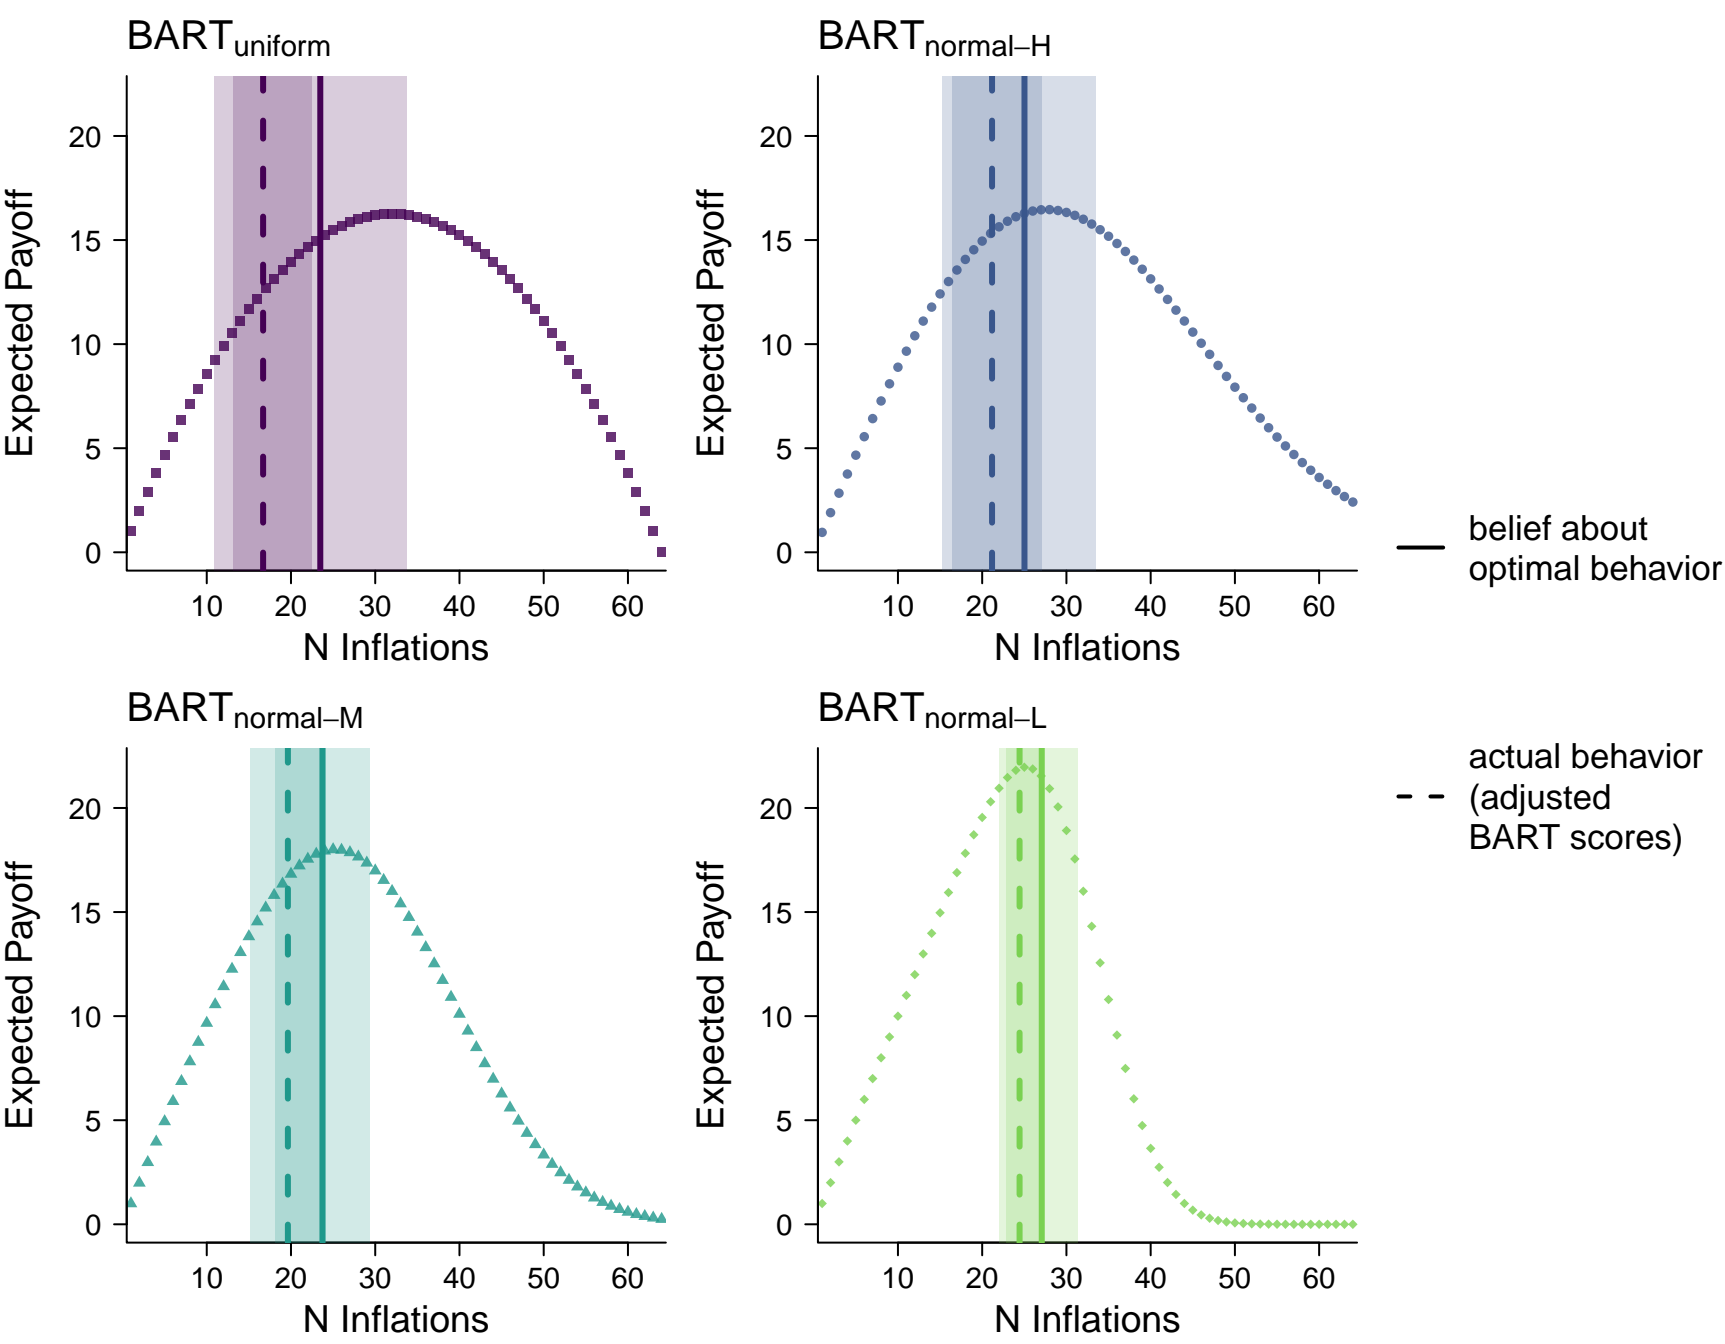 BARTuniform
20
15
10
5
0
Expected Payoff
10 20 30 40 50 60
N Inflations
BARTnormal–H
20
15
10
5
0
Expected Payoff
10 20 30 40 50 60
N Inflations
belief about
optimal behavior
BARTnormal–M
20
15
10
5
0
Expected Payoff
10 20 30 40 50 60
N Inflations
BARTnormal–L
20
15
10
5
0
Expected Payoff
10 20 30 40 50 60
N Inflations
actual behavior
(adjusted
BART scores)